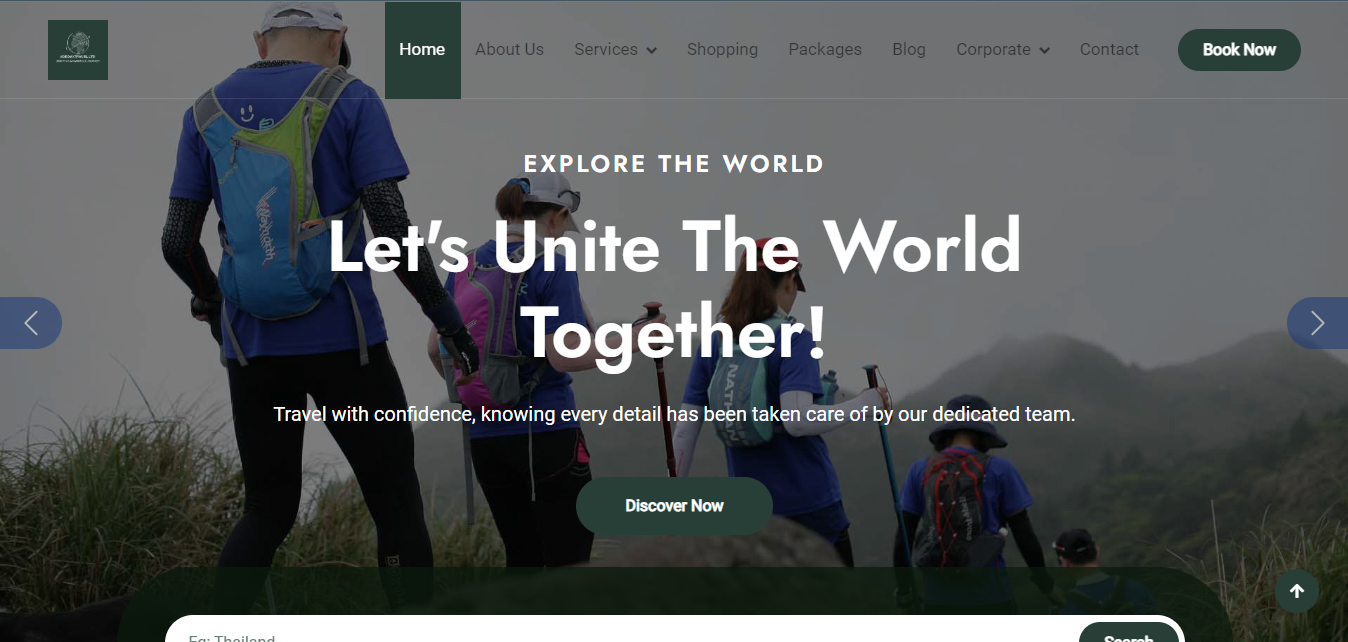 Home
About Us
Services
Shopping
Packages
Blog
Corporate
Contact
Book Now
EXPLORE THE WORLD
Let's Unite The World
Together!
Travel with confidence, knowing every detail has been taken care of by our dedicated team.
NATHAN
Discover Now
Eg: Thailand
Search